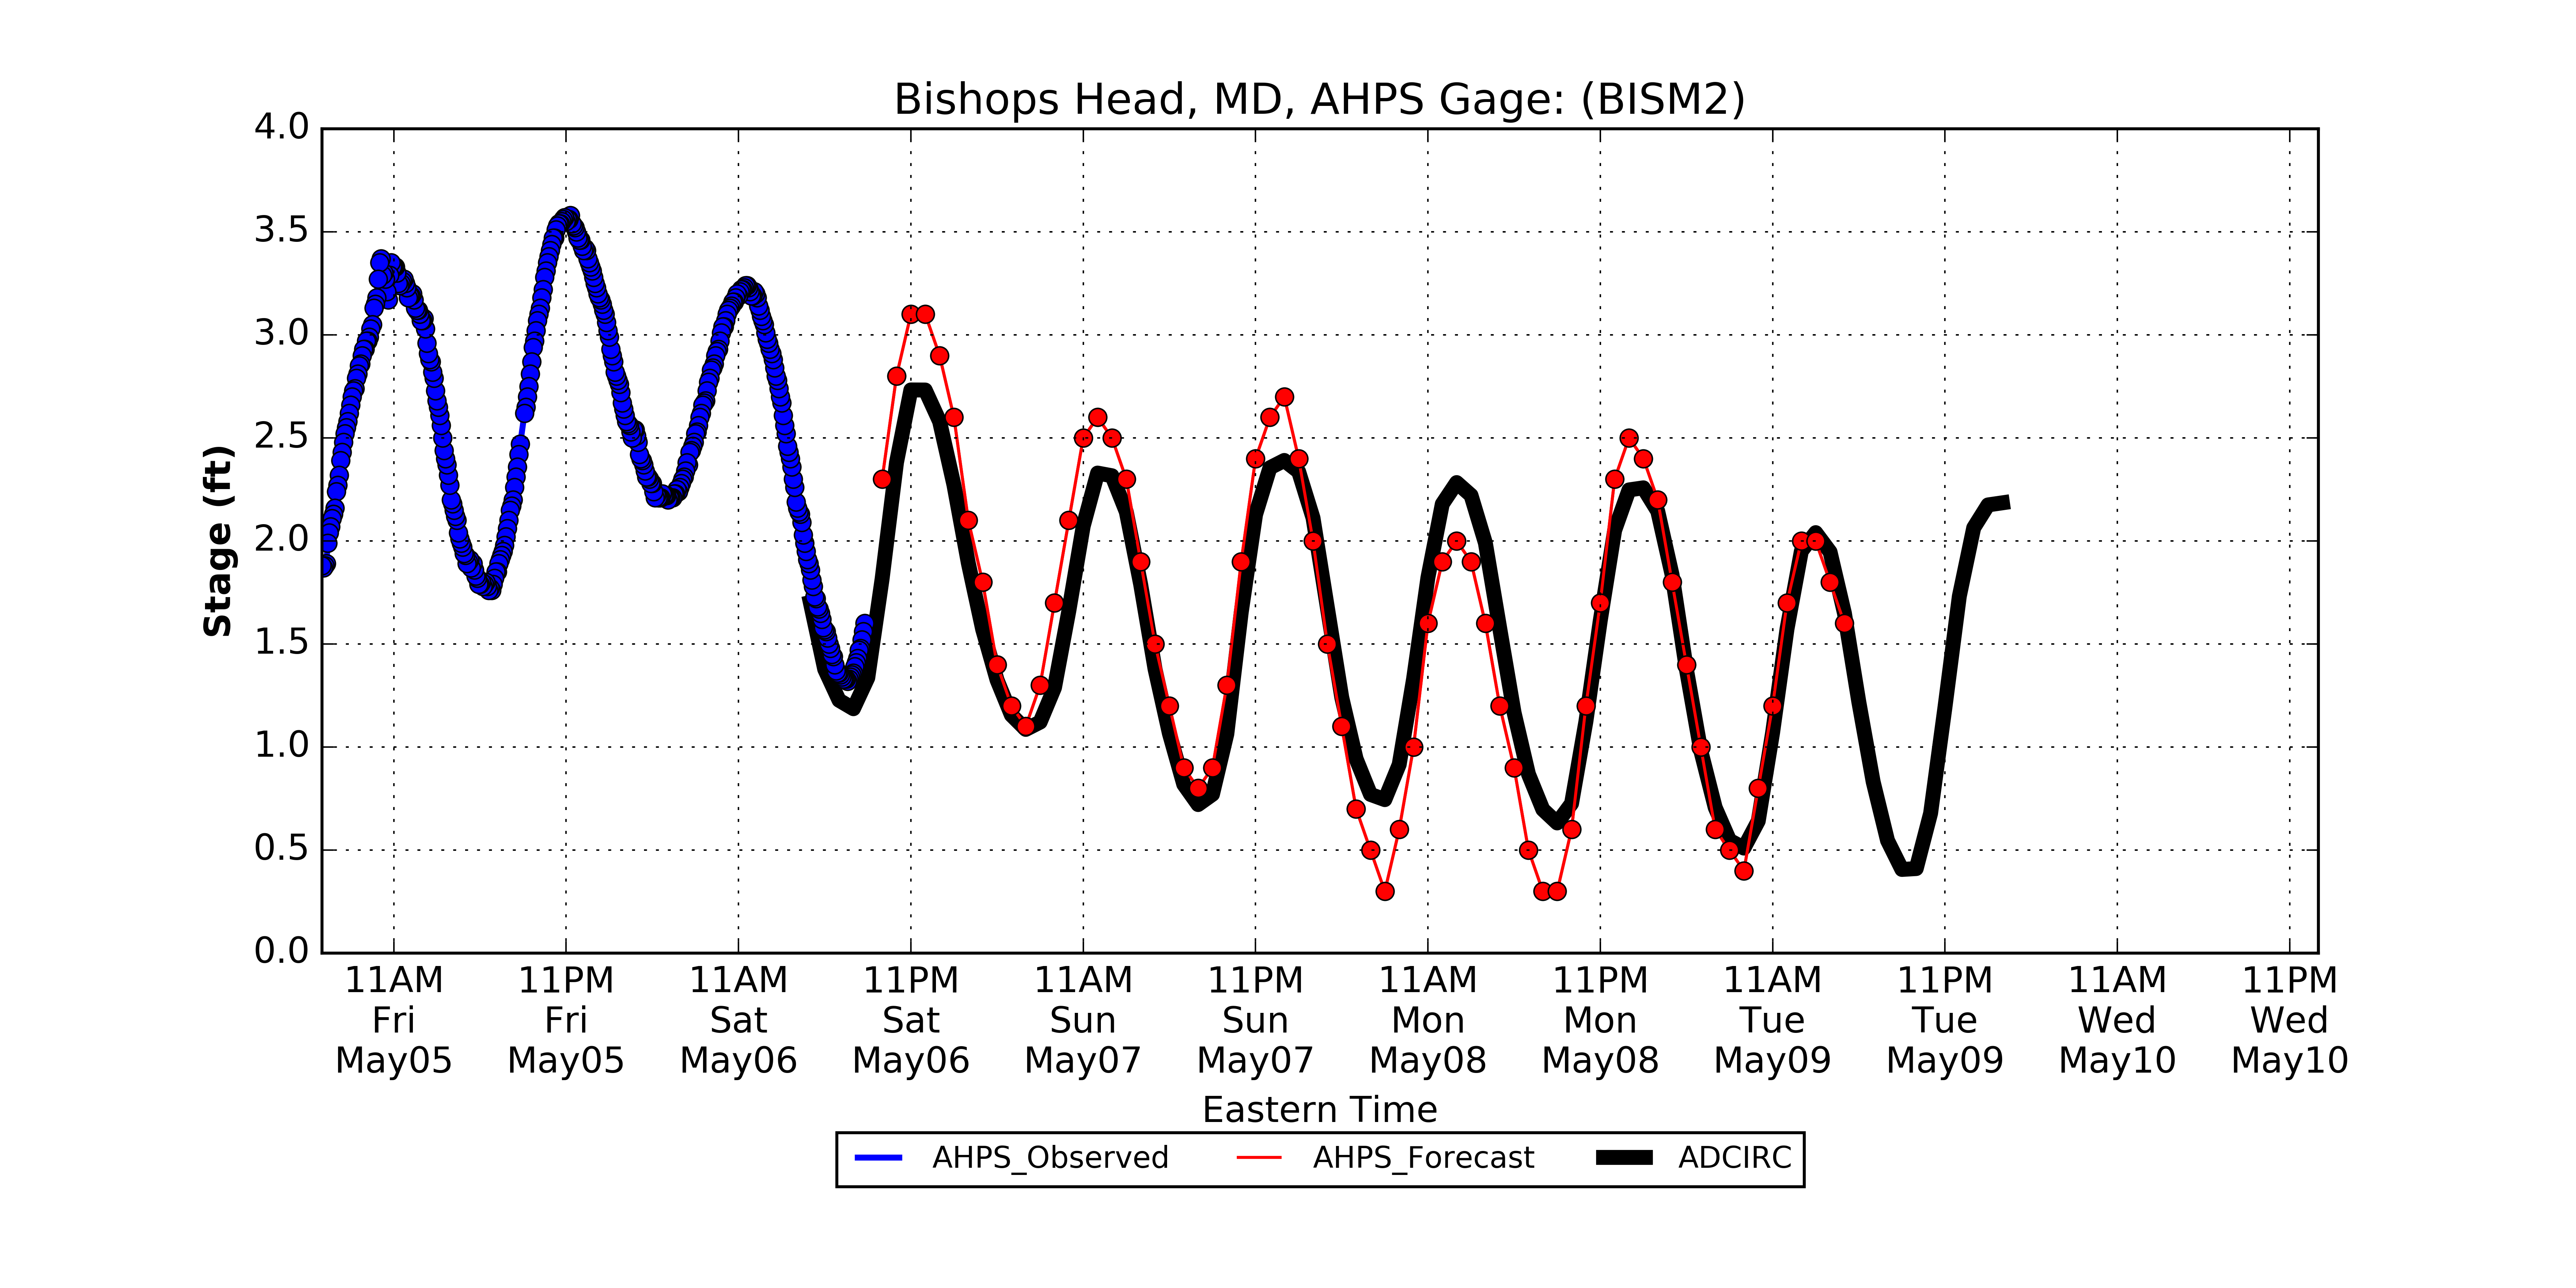 Bishops Head, MD, AHPS Gage: (BISM2)
4.0
3.5
3.0
2.5
2.0
1.5
1.0
0.5
0.0
Stage (ft)
11AM 11PM 11AM 11PM 11AM 11PM 11AM 11PM 11AM 11PM 11AM 11PM
Fri Fri Sat Sat Sun Sun Mon Mon Tue Tue Wed Wed
May05 May05 May06 May06 May07 May07 May08 May08 May09 May09 May10 May10
Eastern Time
AHPS_Observed AHPS_Forecast ADCIRC